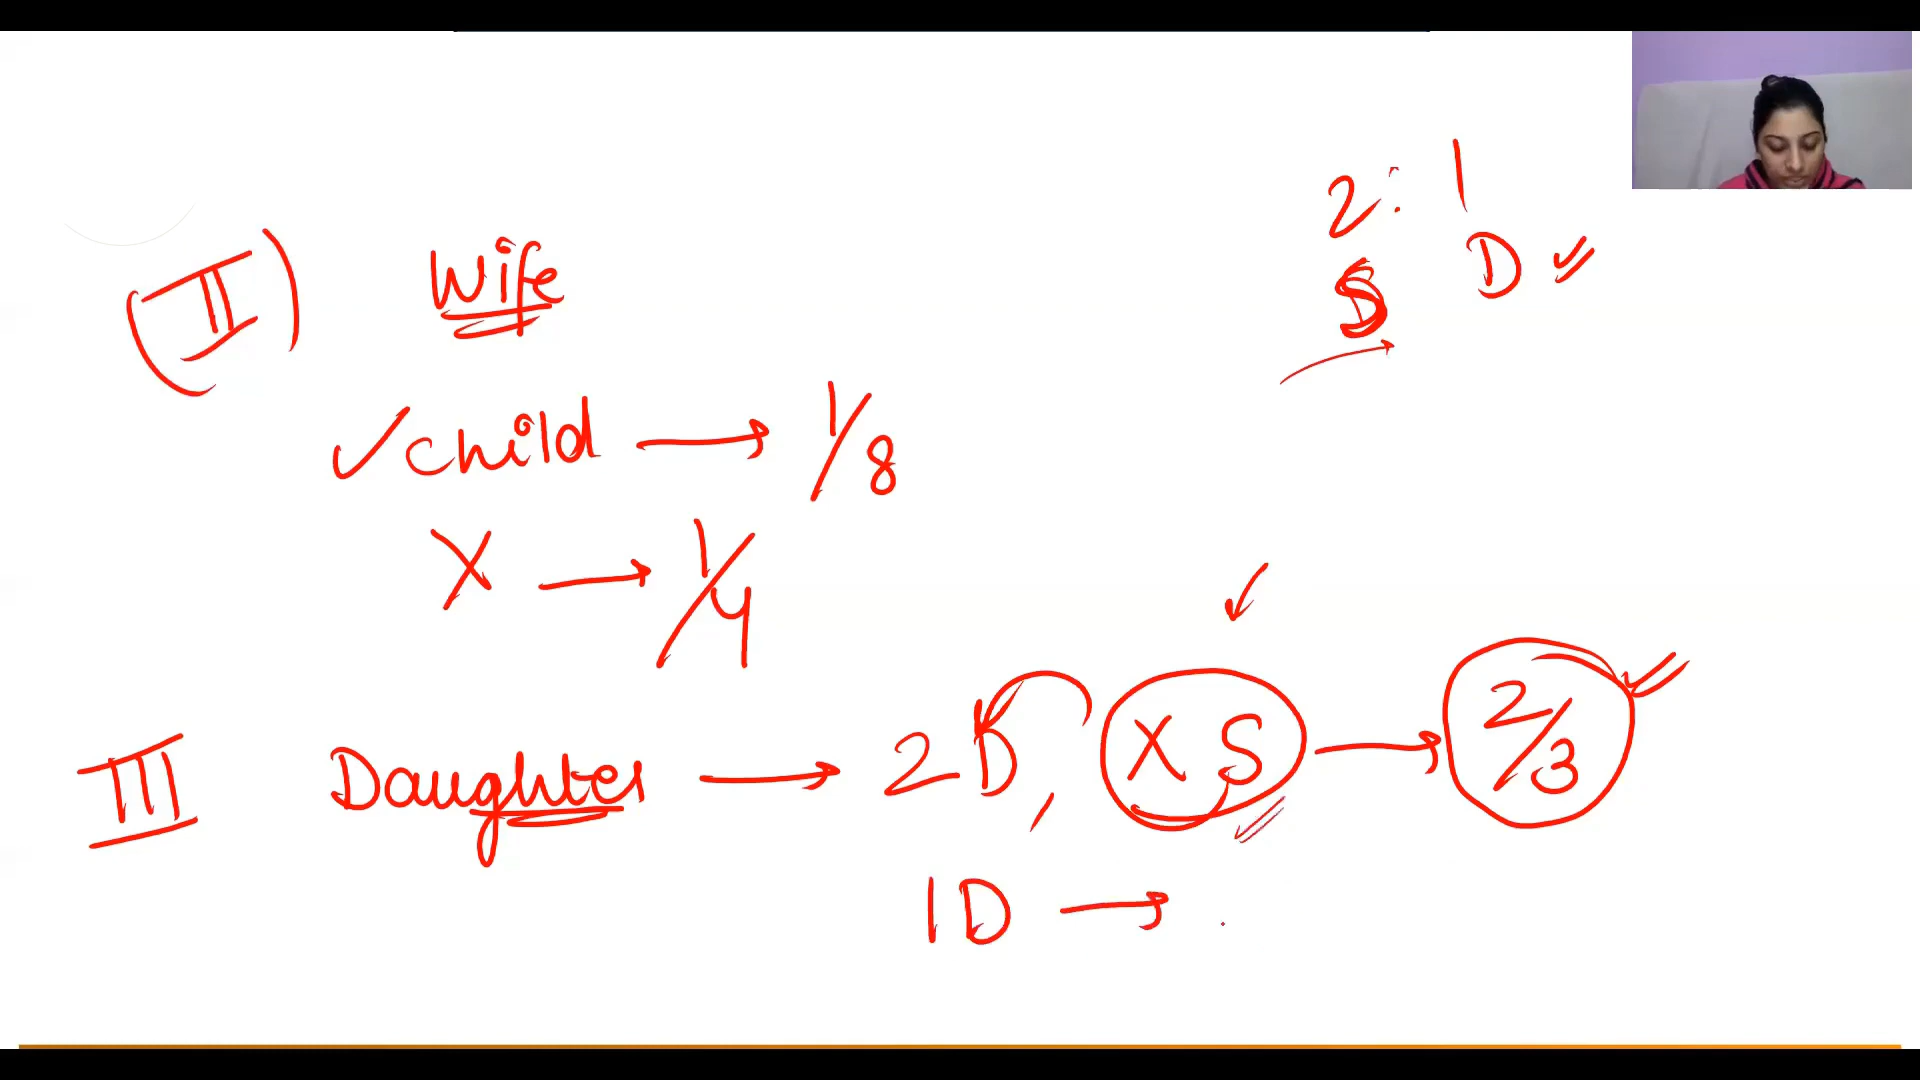 2 : 1
S D
(II) Wife
child → 1/8
X → 1/4
III Daughter → 2D, X S → 2/3
1D →